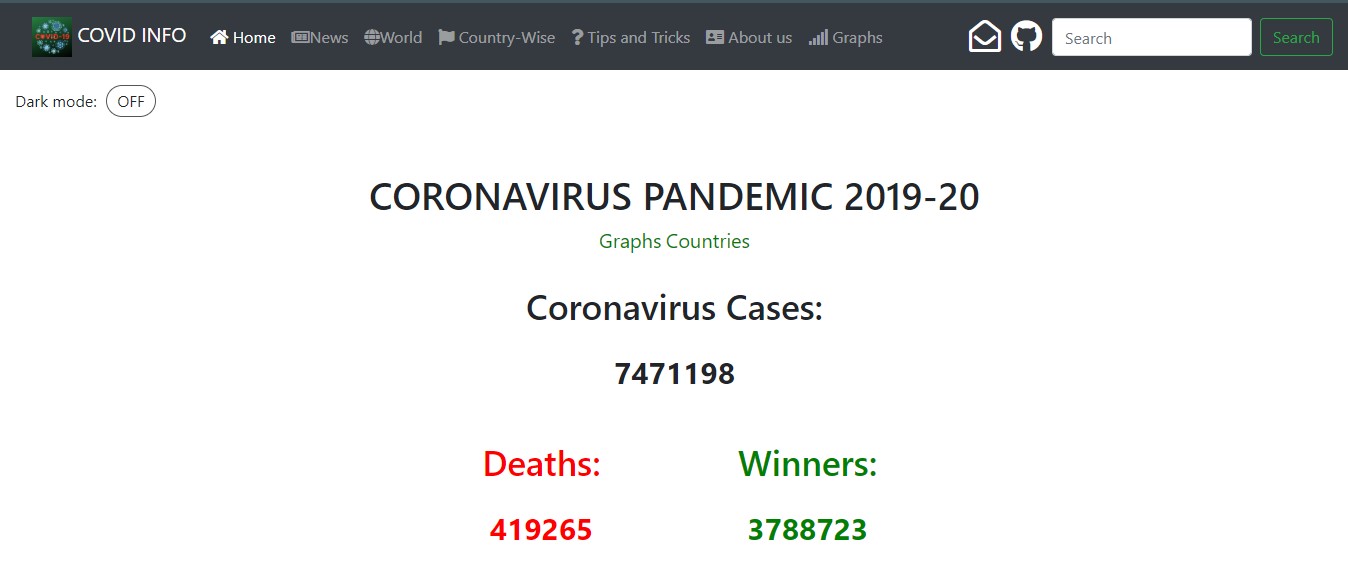 COVID-19 COVID INFO Home News World Country-Wise Tips and Tricks About us Graphs Search Search
Dark mode: OFF
CORONAVIRUS PANDEMIC 2019-20
Graphs Countries
Coronavirus Cases:
7471198
Deaths: Winners:
419265 3788723